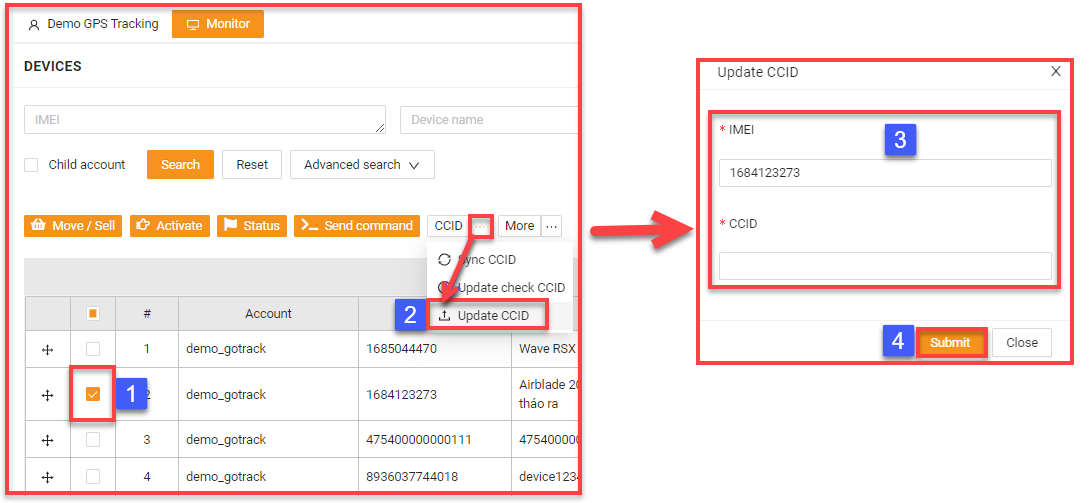 Demo GPS Tracking Monitor
DEVICES
IMEI Device name
Child account Search Reset Advanced search
Move / Sell Activate Status Send command CCID ... More ...
Sync CCID
Update check CCID
2 Update CCID
# Account
1 demo_gotrack 1685044470 Wave RSX
1 2 demo_gotrack 1684123273 Airblade 20
tháo ra
3 demo_gotrack 475400000000111 475400000
4 demo_gotrack 8936037744018 device1234
Update CCID X
* IMEI 3
1684123273
* CCID
4 Submit Close